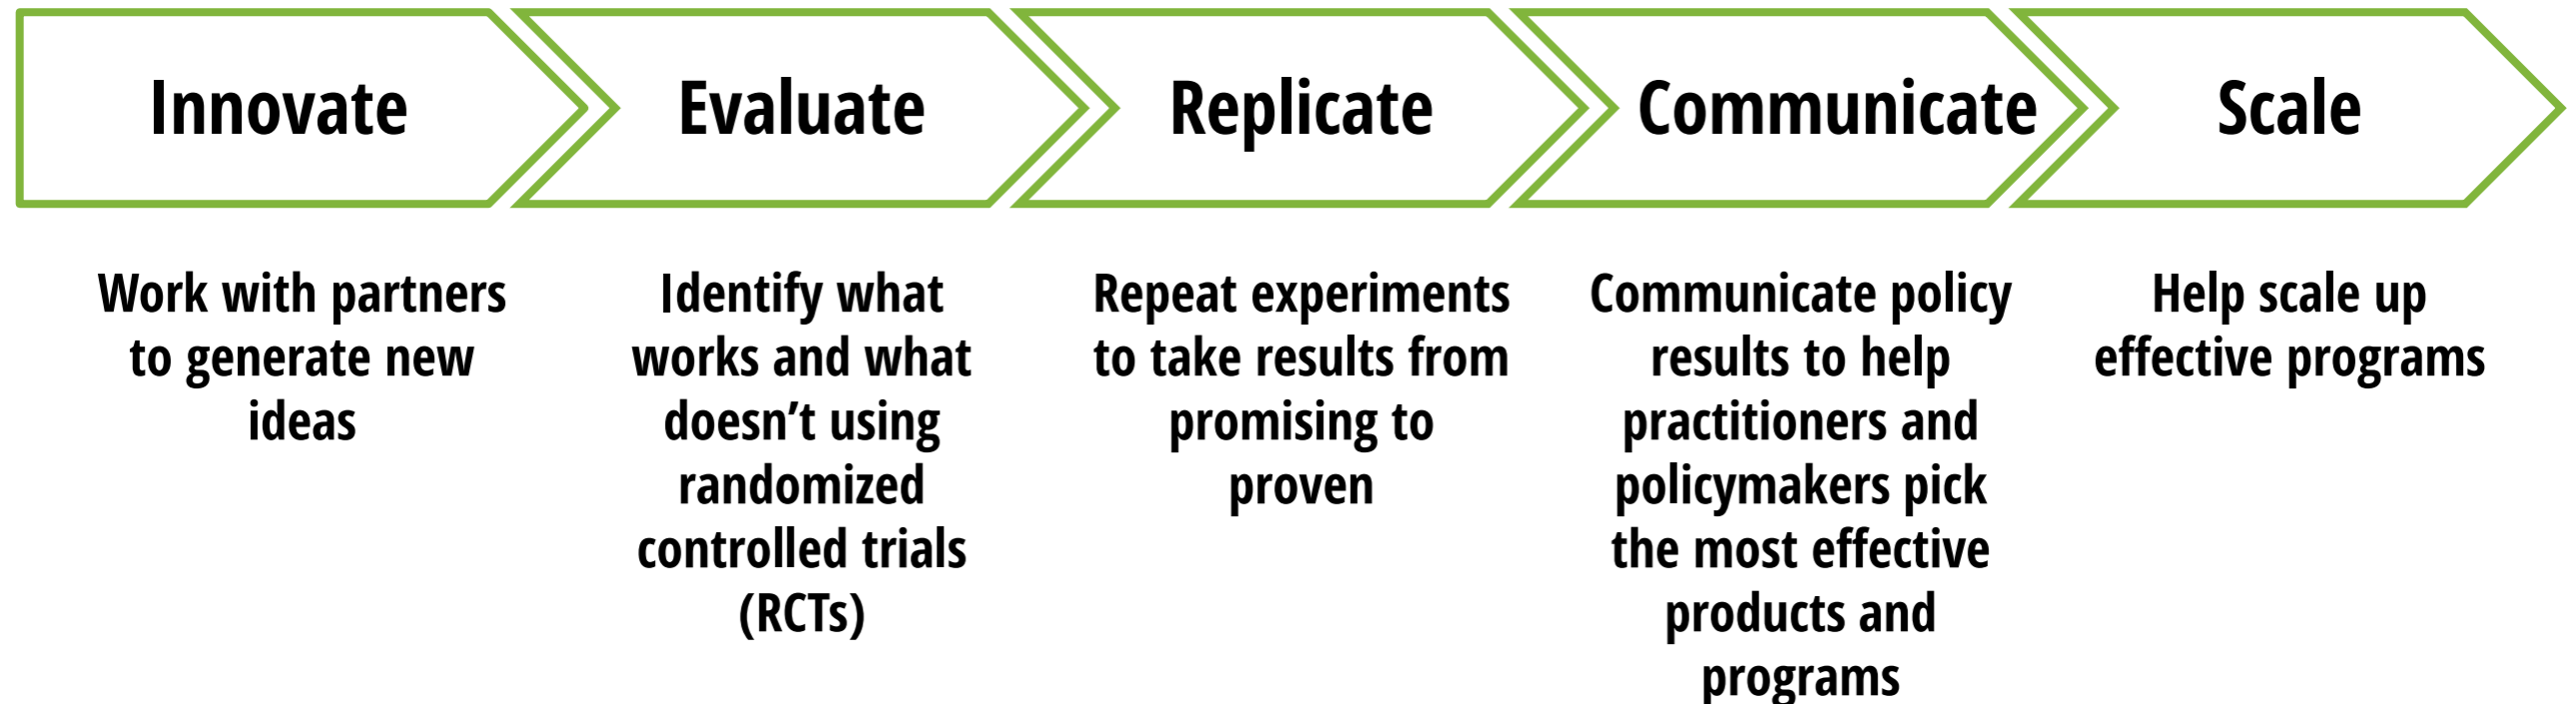 Innovate
Evaluate
Replicate
Communicate
Scale
Work with partners
to generate new
ideas
Identify what
works and what
doesn’t using
randomized
controlled trials
(RCTs)
Repeat experiments
to take results from
promising to
proven
Communicate policy
results to help
practitioners and
policymakers pick
the most effective
products and
programs
Help scale up
effective programs